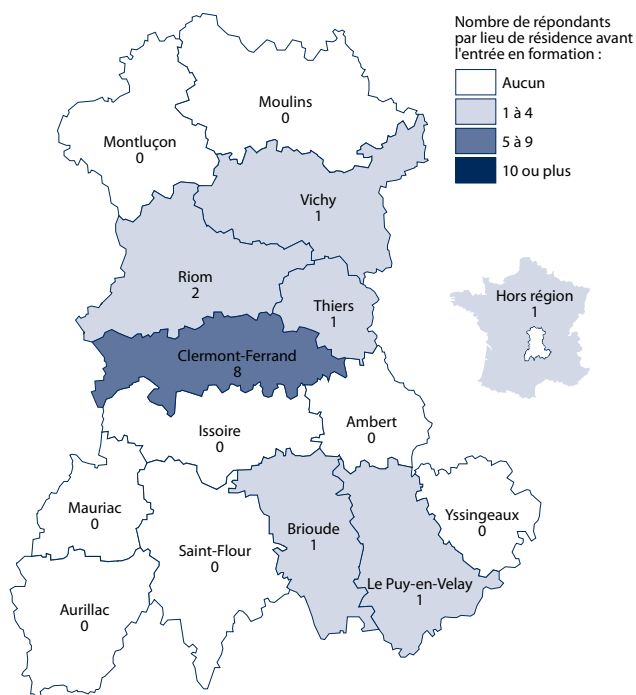 Nombre de répondants
par lieu de résidence avant
l'entrée en formation :
Aucun
1 à 4
5 à 9
10 ou plus
Moulins
0
Montluçon
0
Vichy
1
Riom
2
Thiers
1
Hors région
1
Clermont-Ferrand
8
Ambert
0
Issoire
0
Mauriac
0
Saint-Flour
0
Brioude
1
Yssingeaux
0
Le Puy-en-Velay
1
Aurillac
0